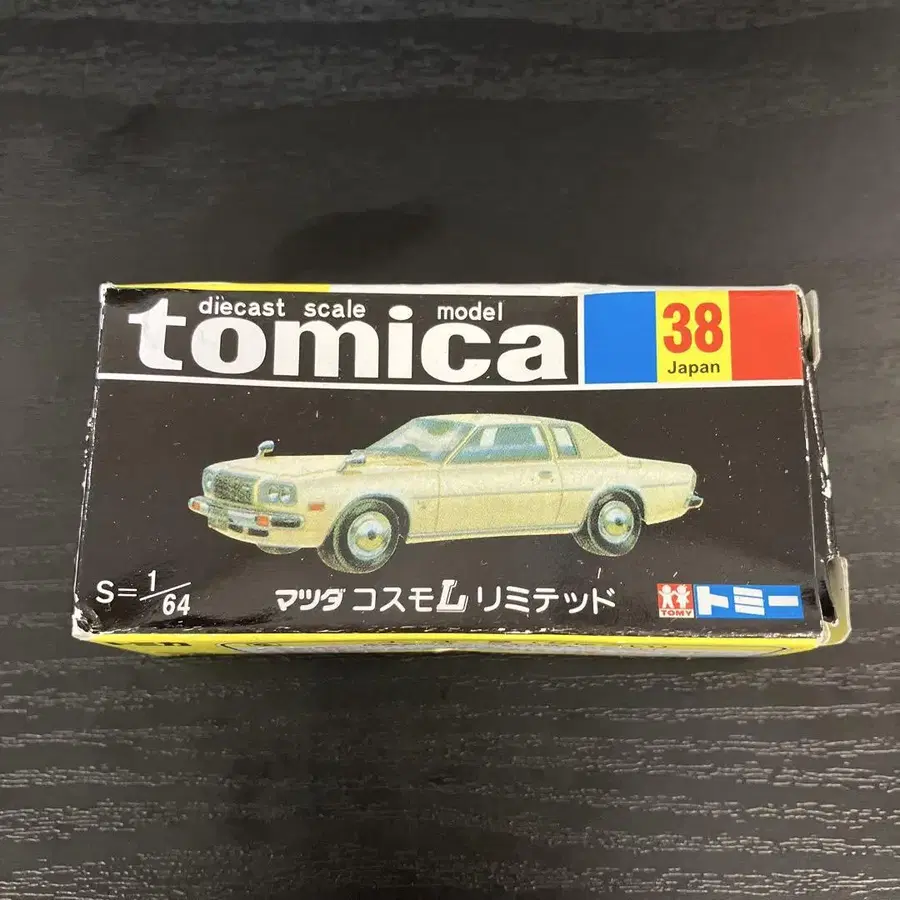 diecast scale model
tomica
38
Japan
S=1/64
マツダ コスモL リミテッド
TOMY
トミー